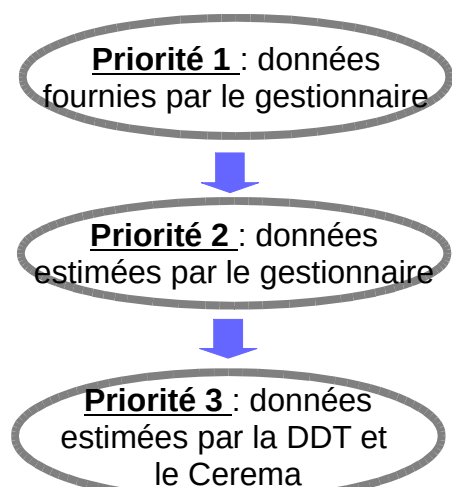 Priorité 1 : données
fournies par le gestionnaire
Priorité 2 : données
estimées par le gestionnaire
Priorité 3 : données
estimées par la DDT et
le Cerema